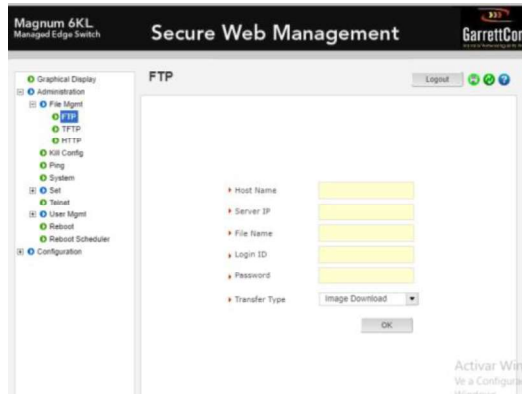 Magnum 6KL
Managed Edge Switch
Secure Web Management
GarrettCor
FTP
Logout
Graphical Display
Administration
File Mgmt
FTP
TFTP
HTTP
Kill Config
Ping
System
Set
Telnet
User Mgmt
Reboot
Reboot Scheduler
Configuration
Host Name
Server IP
File Name
Login ID
Password
Transfer Type
Image Download
OK
Activar Win
Ve a Configura